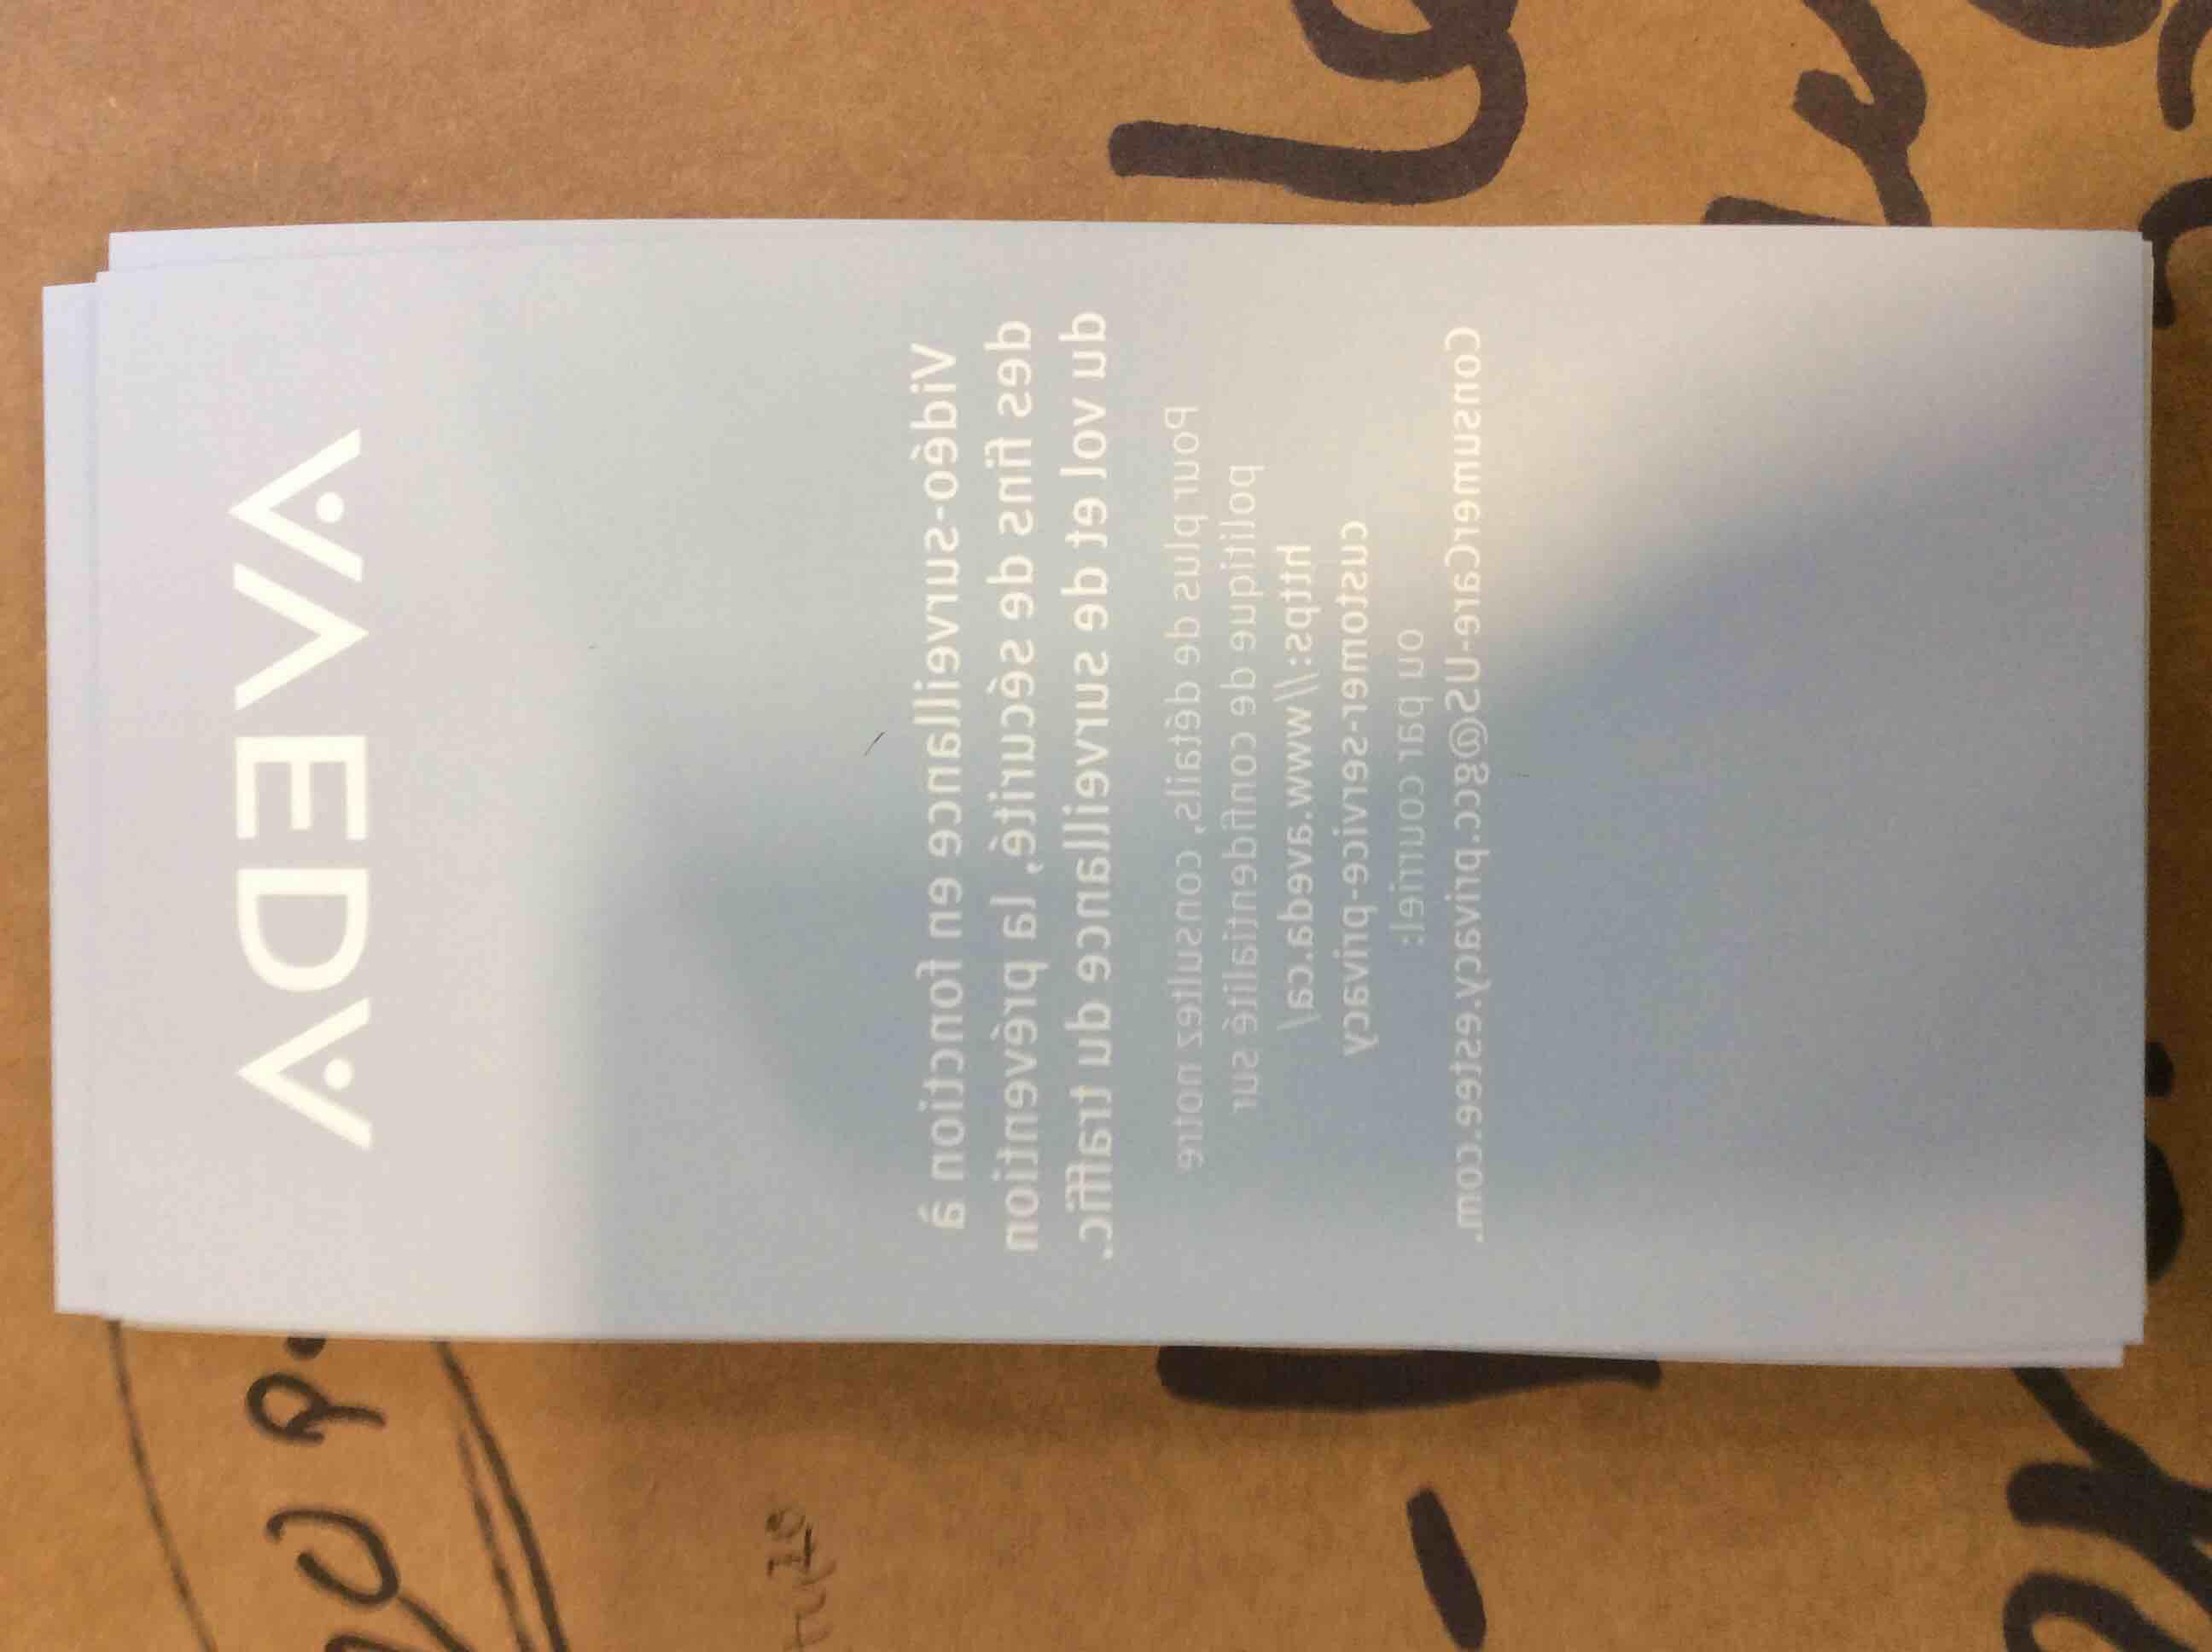 AVEDA
Vidéo-surveillance en fonction à
des fins de sécurité, la prévention
du vol et de surveillance du traffic.
Pour plus de détails, consultez notre
politique de confidentialité sur
https://www.aveda.ca/
customer-service-privacy
ou par courriel:
ConsumerCare-US@gcc.privacy.estee.com.